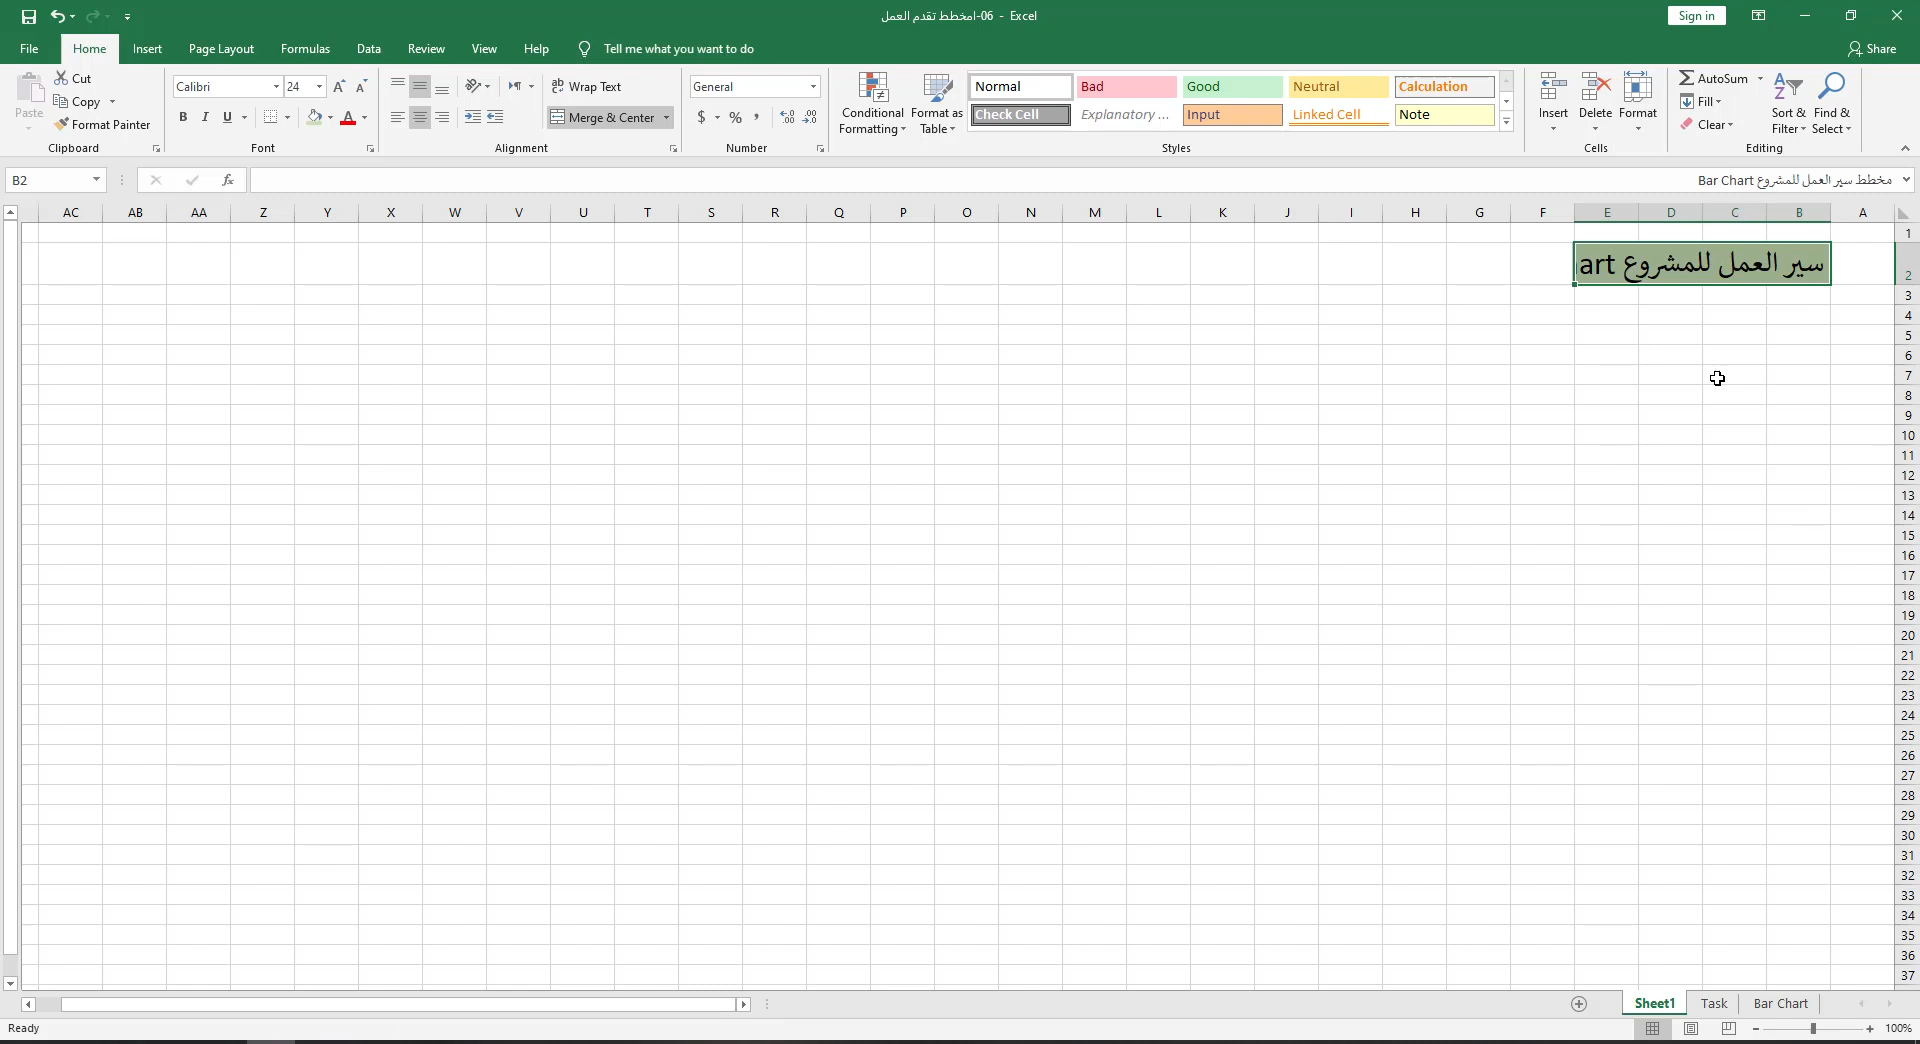 06-امخطط تقدم العمل - Excel
Sign in
File Home Insert Page Layout Formulas Data Review View Help Tell me what you want to do Share
Paste
Cut
Copy
Format Painter
Clipboard
Calibri 24
B I U
Font
Wrap Text
Merge & Center
Alignment
General
$ % ,
Number
Conditional Formatting
Format as Table
Normal Bad Good Neutral Calculation
Check Cell Explanatory ... Input Linked Cell Note
Styles
Insert Delete Format
Cells
AutoSum
Fill
Clear
Sort & Filter
Find & Select
Editing
B2
fx
مخطط سير العمل للمشروع Bar Chart
AC AB AA Z Y X W V U T S R Q P O N M L K J I H G F E D C B A
1
سير العمل للمشروع art
2
3
4
5
6
7
8
9
10
11
12
13
14
15
16
17
18
19
20
21
22
23
24
25
26
27
28
29
30
31
32
33
34
35
36
37
Sheet1 Task Bar Chart
Ready
100%